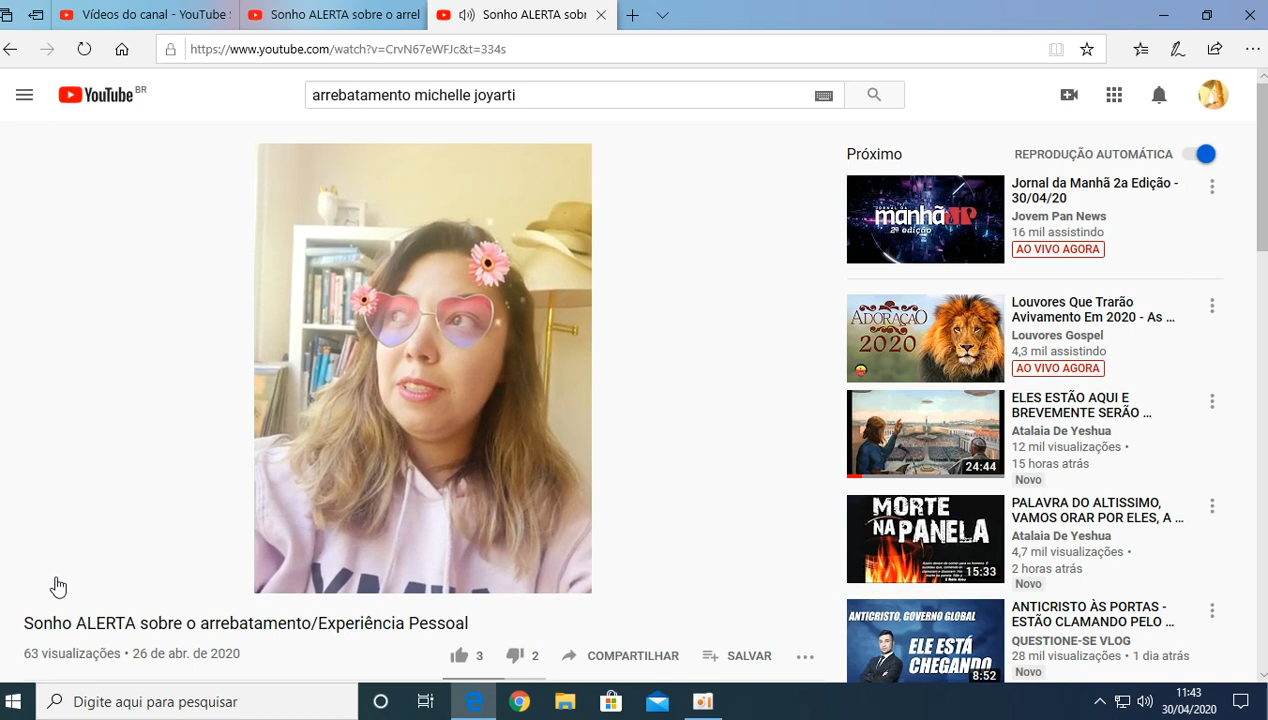 Vídeos do canal - YouTube
Sonho ALERTA sobre o arrel
Sonho ALERTA sobr
https://www.youtube.com/watch?v=CrvN67eWFJc&t=334s
YouTube BR
arrebatamento michelle joyarti
Próximo
REPRODUÇÃO AUTOMÁTICA
manhã JP
2ª edição
Jornal da Manhã 2a Edição -
30/04/20
Jovem Pan News
16 mil assistindo
AO VIVO AGORA
ADORAÇÃO
2020
Louvores Que Trarão
Avivamento Em 2020 - As ...
Louvores Gospel
4,3 mil assistindo
AO VIVO AGORA
24:44
ELES ESTÃO AQUI E
BREVEMENTE SERÃO ...
Atalaia De Yeshua
12 mil visualizações •
15 horas atrás
Novo
MORTE
NA PANELA
15:33
PALAVRA DO ALTISSIMO,
VAMOS ORAR POR ELES, A ...
Atalaia De Yeshua
4,7 mil visualizações •
2 horas atrás
Novo
ANTICRISTO, GOVERNO GLOBAL
ELE ESTÁ
CHEGANDO
8:52
ANTICRISTO ÀS PORTAS -
ESTÃO CLAMANDO PELO ...
QUESTIONE-SE VLOG
28 mil visualizações • 1 dia atrás
Novo
Sonho ALERTA sobre o arrebatamento/Experiência Pessoal
63 visualizações • 26 de abr. de 2020
3
2
COMPARTILHAR
SALVAR
Digite aqui para pesquisar
11:43
30/04/2020